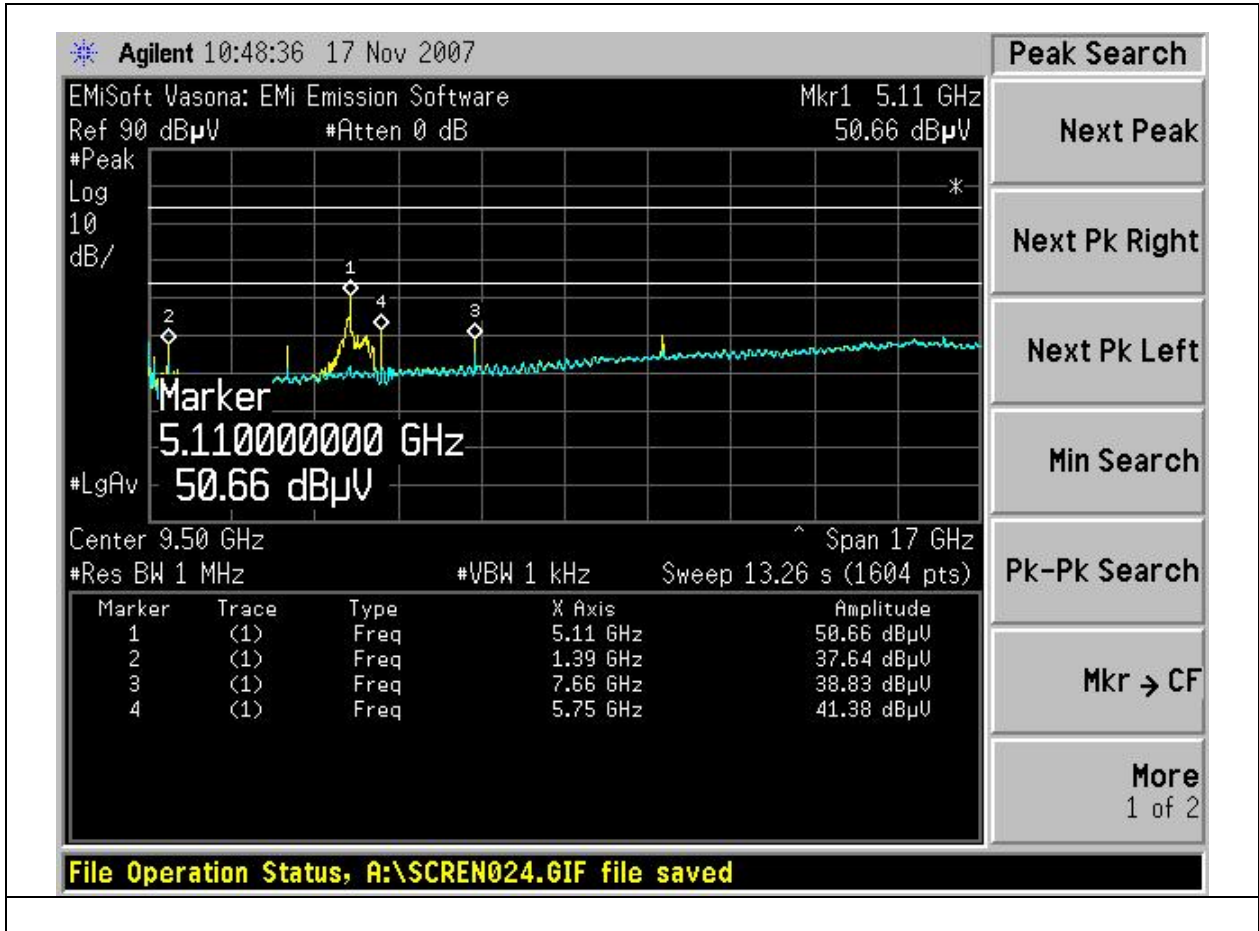 Agilent 10:48:36 17 Nov 2007
Peak Search
EMiSoft Vasona: EMi Emission Software
Mkr1 5.11 GHz
Ref 90 dBµV #Atten 0 dB 50.66 dBµV
#Peak
Log
10
dB/
*
1
2
3
4
Marker
5.110000000 GHz
50.66 dBµV
#LgAv
Center 9.50 GHz ^ Span 17 GHz
#Res BW 1 MHz #VBW 1 kHz Sweep 13.26 s (1604 pts)
Marker Trace Type X Axis Amplitude
1 (1) Freq 5.11 GHz 50.66 dBµV
2 (1) Freq 1.39 GHz 37.64 dBµV
3 (1) Freq 7.66 GHz 38.83 dBµV
4 (1) Freq 5.75 GHz 41.38 dBµV
Next Peak
Next Pk Right
Next Pk Left
Min Search
Pk-Pk Search
Mkr → CF
More
1 of 2
File Operation Status, A:\SCREN024.GIF file saved